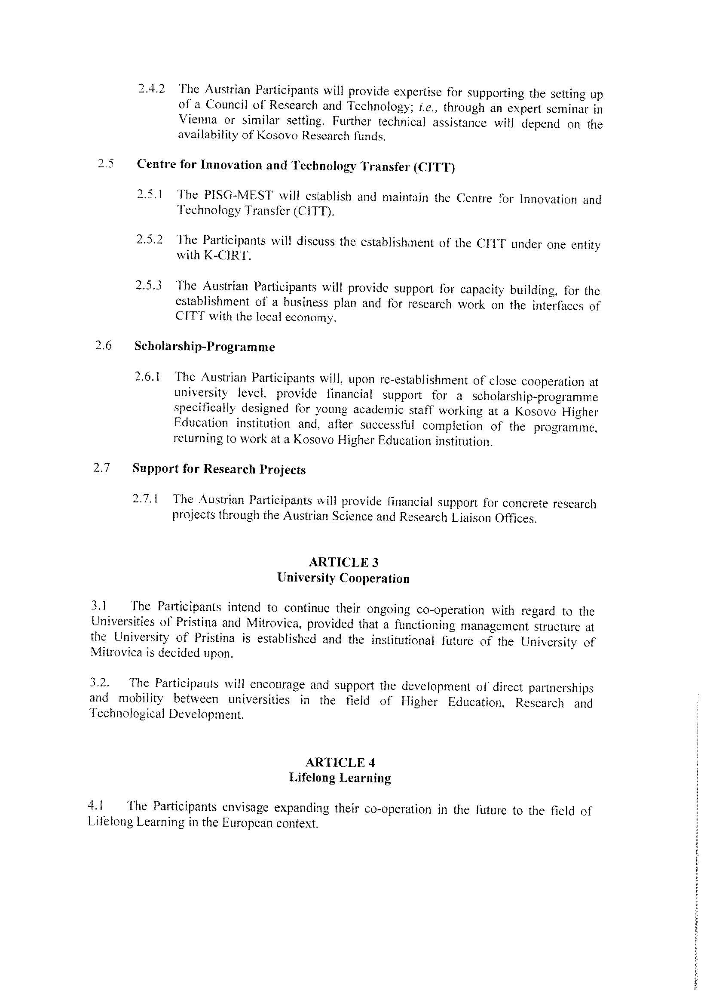 2.4.2 The Austrian Participants will provide expertise for supporting the setting up
of a Council of Research and Technology; i.e., through an expert seminar in
Vienna or similar setting. Further technical assistance will depend on the
availability of Kosovo Research funds.
2.5 Centre for Innovation and Technology Transfer (CITT)
2.5.1 The PISG-MEST will establish and maintain the Centre for Innovation and
Technology Transfer (CITT).
2.5.2 The Participants will discuss the establishment of the CITT under one entity
with K-CIRT.
2.5.3 The Austrian Participants will provide support for capacity building, for the
establishment of a business plan and for research work on the interfaces of
CITT with the local economy.
2.6 Scholarship-Programme
2.6.1 The Austrian Participants will, upon re-establishment of close cooperation at
university level, provide financial support for a scholarship-programme
specifically designed for young academic staff working at a Kosovo Higher
Education institution and, after successful completion of the programme,
returning to work at a Kosovo Higher Education institution.
2.7 Support for Research Projects
2.7.1 The Austrian Participants will provide financial support for concrete research
projects through the Austrian Science and Research Liaison Offices.
ARTICLE 3
University Cooperation
3.1 The Participants intend to continue their ongoing co-operation with regard to the
Universities of Pristina and Mitrovica, provided that a functioning management structure at
the University of Pristina is established and the institutional future of the University of
Mitrovica is decided upon.
3.2. The Participants will encourage and support the development of direct partnerships
and mobility between universities in the field of Higher Education, Research and
Technological Development.
ARTICLE 4
Lifelong Learning
4.1 The Participants envisage expanding their co-operation in the future to the field of
Lifelong Learning in the European context.